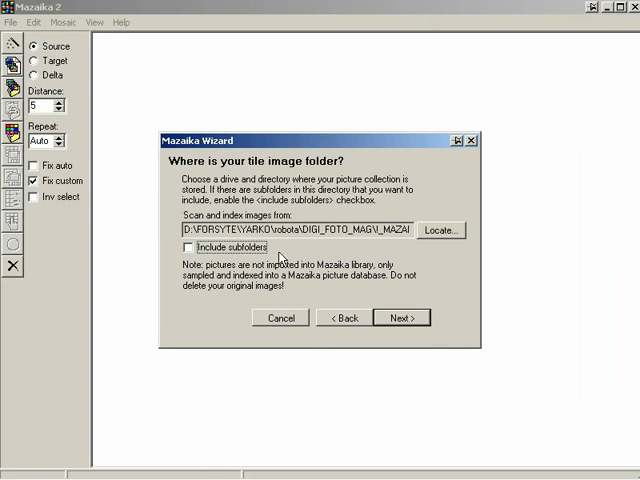 Mazaika 2
File Edit Mosaic View Help
Source
Target
Delta
Distance:
5
Repeat:
Auto
Fix auto
Fix custom
Inv select
Mazaika Wizard
Where is your tile image folder?
Choose a drive and directory where your picture collection is
stored. If there are subfolders in this directory that you want to
include, enable the <include subfolders> checkbox.
Scan and index images from:
D:\FORSYTE\YARKO\robota\DIGI_FOTO_MAG\I_MAZAI
Locate...
Include subfolders
Note: pictures are not imported into Mazaika library, only
sampled and indexed into a Mazaika picture database. Do not
delete your original images!
Cancel < Back Next >